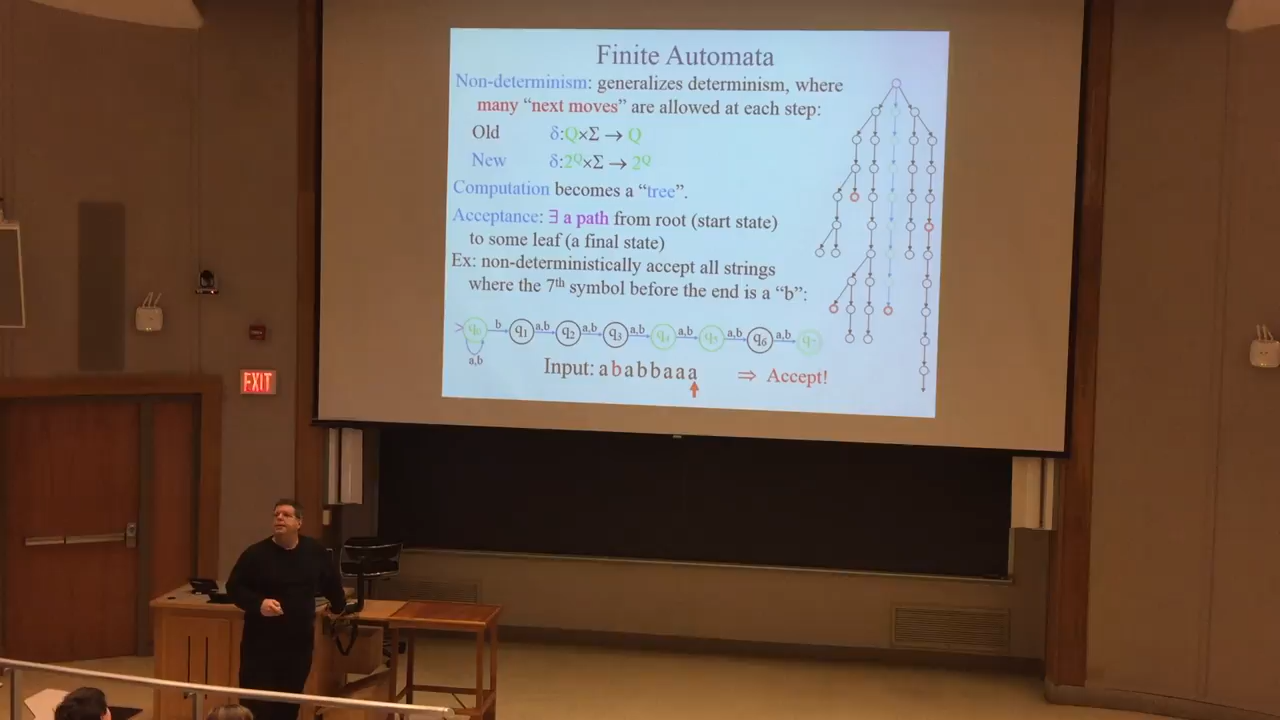 Finite Automata
Non-determinism: generalizes determinism, where
many “next moves” are allowed at each step:
Old δ:Q×Σ → Q
New δ:2^Q×Σ → 2^Q
Computation becomes a “tree”.
Acceptance: ∃ a path from root (start state)
to some leaf (a final state)
Ex: non-deterministically accept all strings
where the 7th symbol before the end is a “b”:
> q₀ b q₁ a,b q₂ a,b q₃ a,b q₄ a,b q₅ a,b q₆ a,b q₇
a,b
Input: a b a b b a a a ⇒ Accept!
EXIT